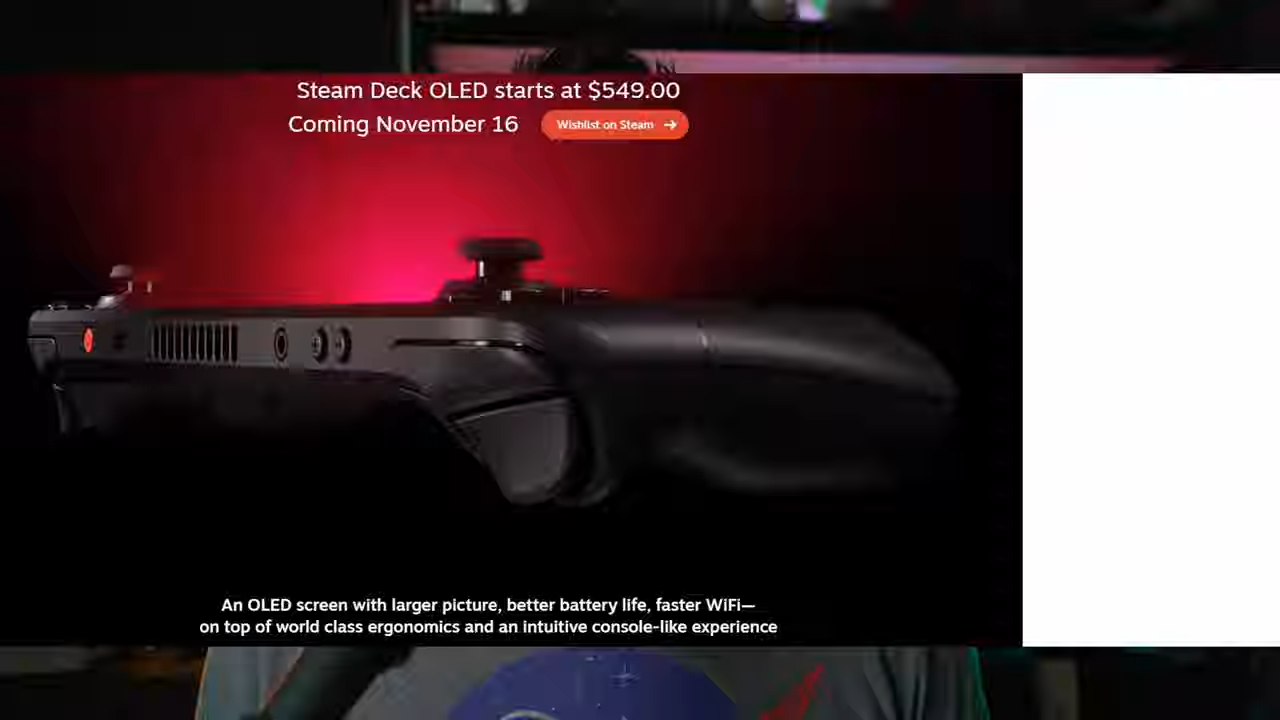 Steam Deck OLED starts at $549.00
Coming November 16
Wishlist on Steam →
An OLED screen with larger picture, better battery life, faster WiFi—
on top of world class ergonomics and an intuitive console-like experience